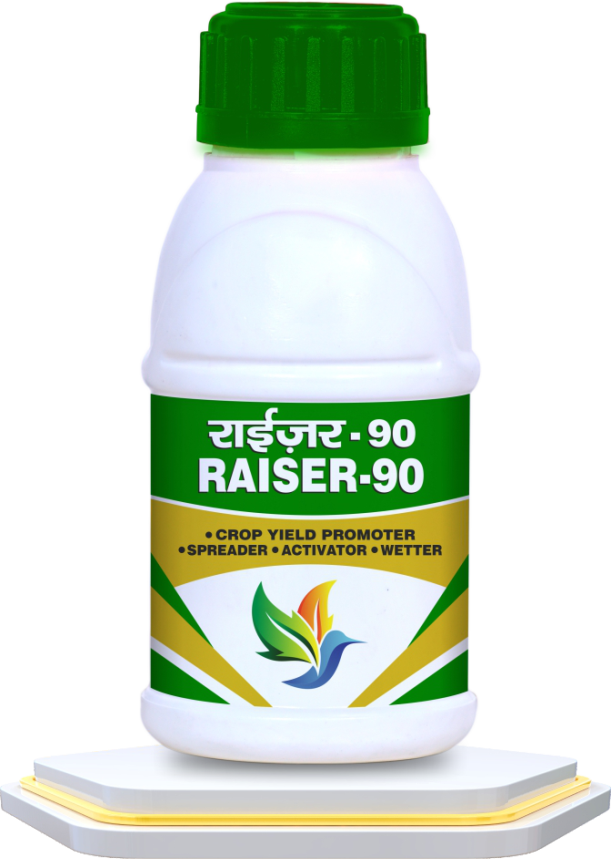 राईज़र - 90
RAISER-90
• CROP YIELD PROMOTER
• SPREADER • ACTIVATOR • WETTER